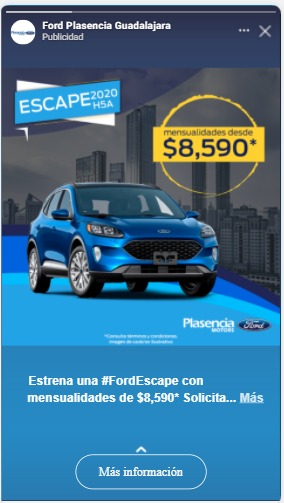 Ford Plasencia Guadalajara
Publicidad
ESCAPE 2020
HSA
mensualidades desde
$8,590*
Plasencia Ford
MOTORS
*Consulta términos y condiciones.
Imagen de carácter ilustrativo
Estrena una #FordEscape con
mensualidades de $8,590* Solicita... Más
Más información